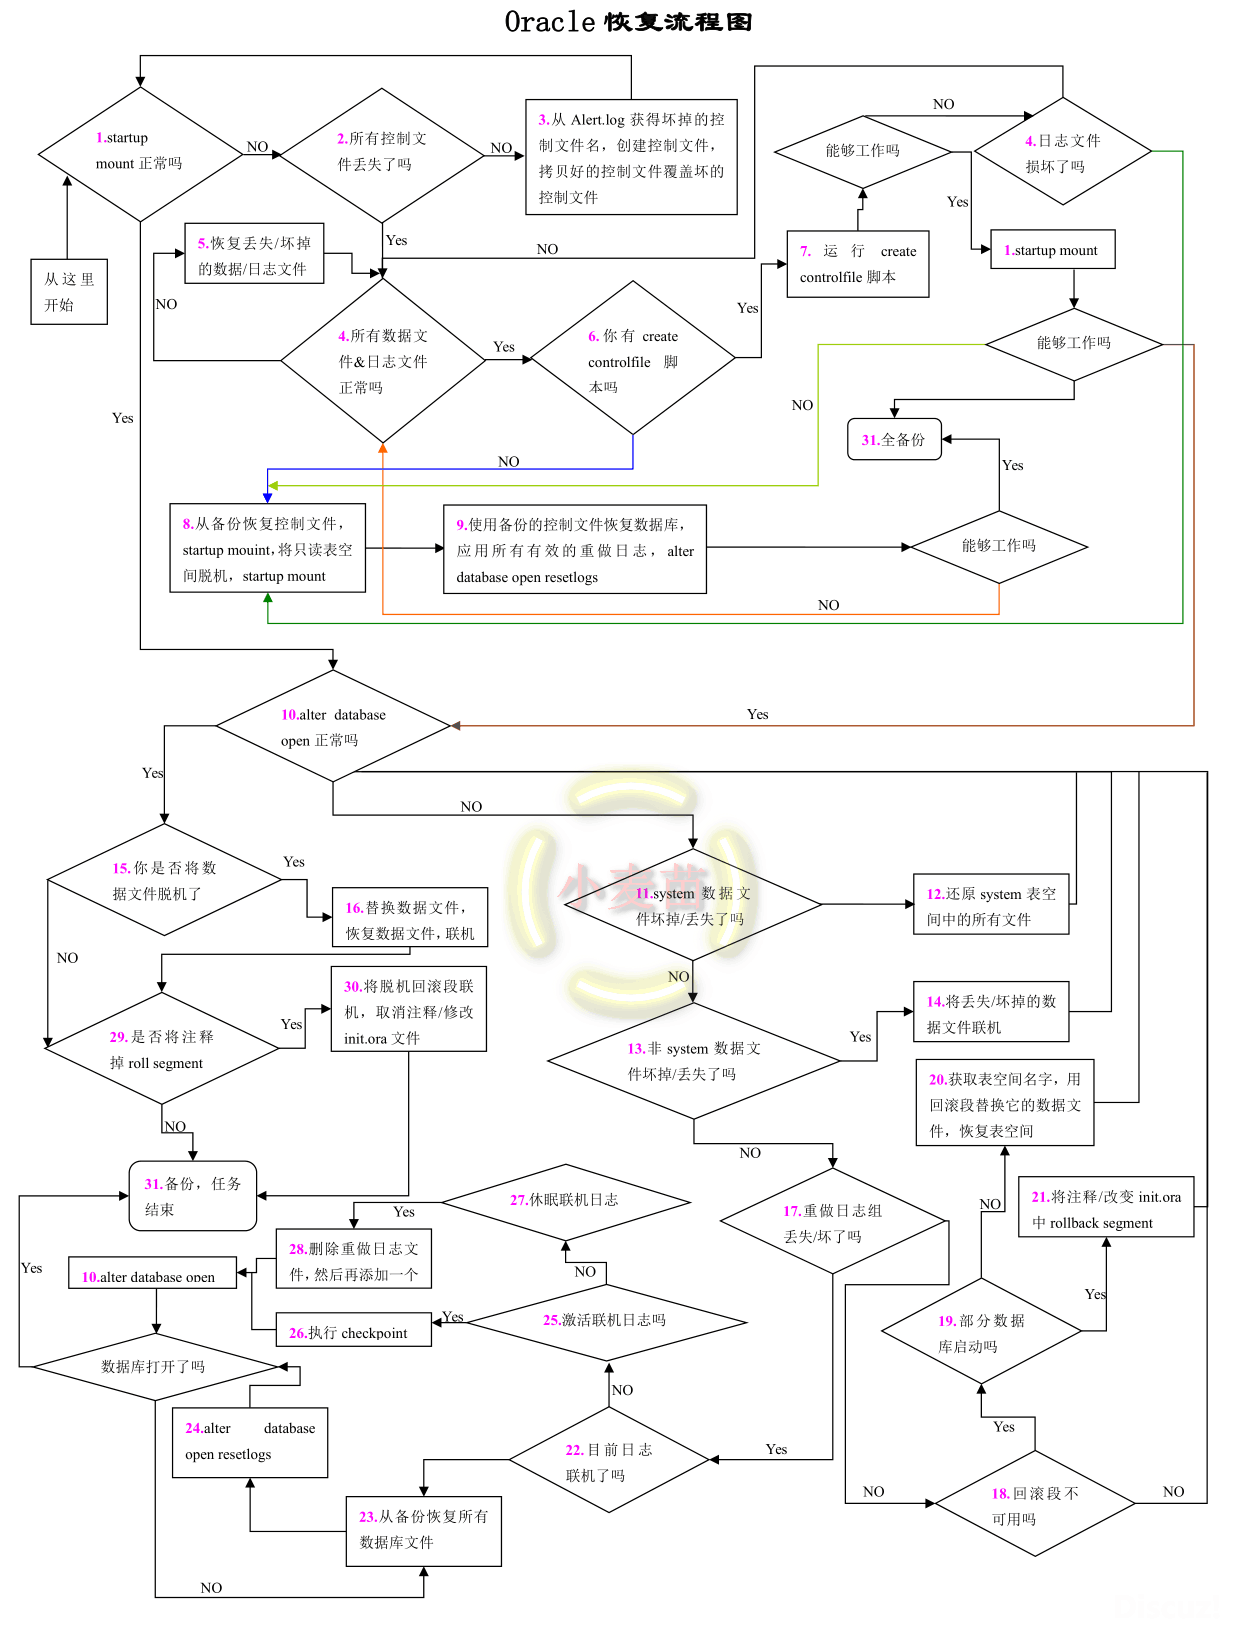 Oracle 恢复流程图
1.startup
mount 正常吗
NO
2.所有控制文
件丢失了吗
NO
3.从 Alert.log 获得坏掉的控
制文件名，创建控制文件，
拷贝好的控制文件覆盖坏的
控制文件
能够工作吗
NO
4.日志文件
损坏了吗
Yes
从这里
开始
5.恢复丢失/坏掉
的数据/日志文件
Yes
NO
7. 运行 create
controlfile 脚本
1.startup mount
NO
4.所有数据文
件&日志文件
正常吗
Yes
6.你有 create
controlfile 脚
本吗
Yes
能够工作吗
Yes
NO
31.全备份
NO
Yes
8.从备份恢复控制文件，
startup mouint，将只读表空
间脱机，startup mount
9.使用备份的控制文件恢复数据库，
应用所有有效的重做日志，alter
database open resetlogs
能够工作吗
NO
10.alter database
open 正常吗
Yes
Yes
NO
15.你是否将数
据文件脱机了
Yes
小麦苗
11.system 数据文
件坏掉/丢失了吗
12.还原 system 表空
间中的所有文件
16.替换数据文件，
恢复数据文件，联机
NO
NO
30.将脱机回滚段联
机，取消注释/修改
init.ora 文件
14.将丢失/坏掉的数
据文件联机
29.是否将注释
掉 roll segment
Yes
13.非 system 数据文
件坏掉/丢失了吗
Yes
20.获取表空间名字，用
回滚段替换它的数据文
件，恢复表空间
NO
NO
31.备份，任务
结束
27.休眠联机日志
Yes
17.重做日志组
丢失/坏了吗
NO
21.将注释/改变 init.ora
中 rollback segment
28.删除重做日志文
件，然后再添加一个
Yes
10.alter database open
NO
Yes
26.执行 checkpoint
Yes
25.激活联机日志吗
19.部分数据
库启动吗
数据库打开了吗
NO
24.alter database
open resetlogs
22.目前日志
联机了吗
Yes
Yes
NO
18.回滚段不
可用吗
NO
23.从备份恢复所有
数据库文件
NO